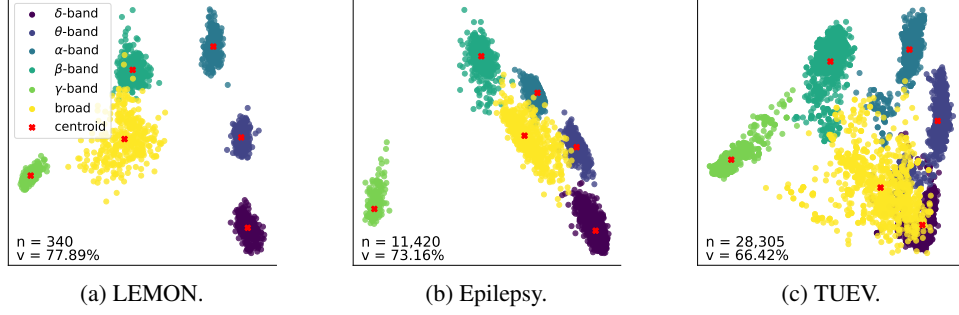 δ-band
θ-band
α-band
β-band
γ-band
broad
centroid
n = 340
v = 77.89%
(a) LEMON.
n = 11,420
v = 73.16%
(b) Epilepsy.
n = 28,305
v = 66.42%
(c) TUEV.